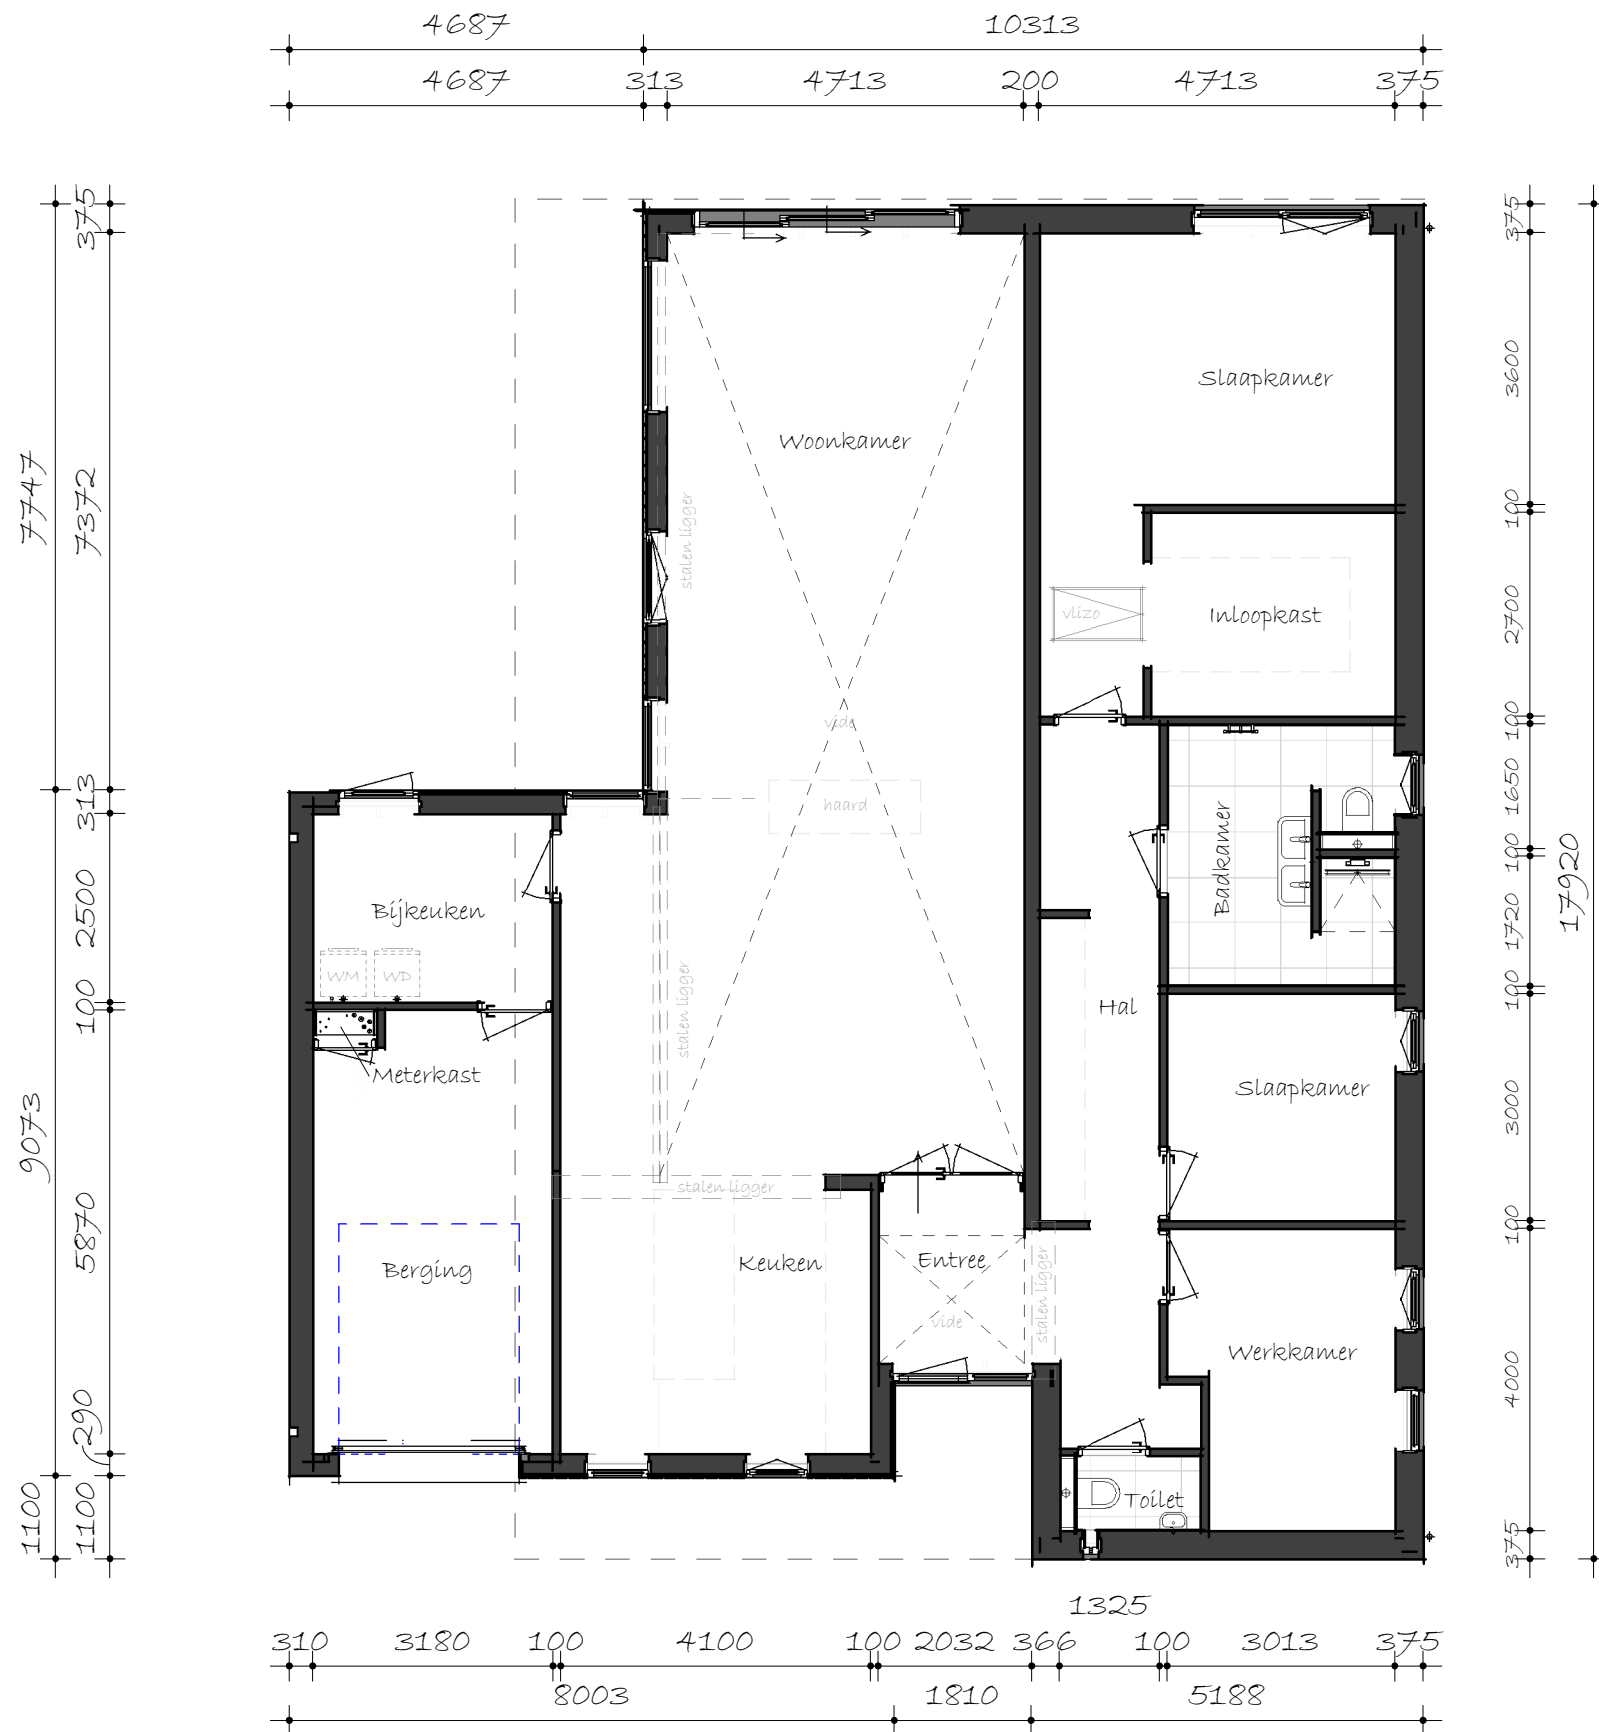 4687 10313
4687 313 4713 200 4713 375
375
7747
7372
313
2500
100
9073
5870
290
1100
1100
Slaapkamer
Woonkamer
stalen ligger
vlizo
Inloopkast
vide
haard
Badkamer
Bijkeuken
WM
WD
stalen ligger
Hal
Meterkast
Slaapkamer
stalen ligger
Berging
Keuken
Entree
vide
stalen ligger
Werkkamer
Toilet
375
3600
100
2700
100
1650
100
1720
17920
100
3000
100
4000
375
1325
310 3180 100 4100 100 2032 366 100 3013 375
8003 1810 5188